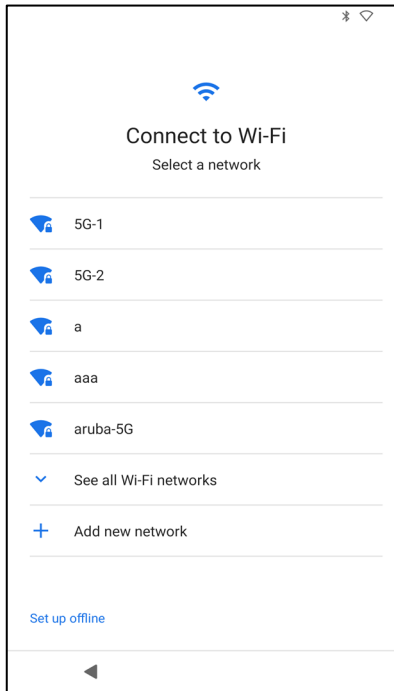 Connect to Wi-Fi
Select a network
5G-1
5G-2
a
aaa
aruba-5G
See all Wi-Fi networks
Add new network
Set up offline